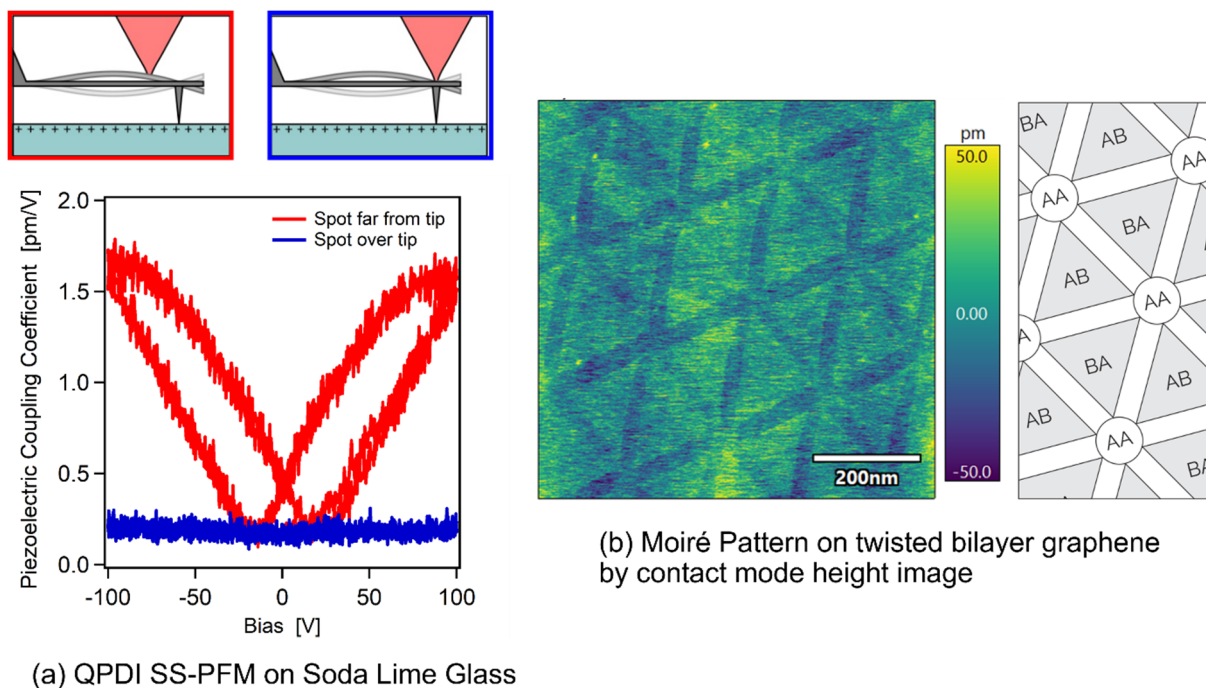 Piezoelectric Coupling Coefficient [pm/V]
2.0
1.5
1.0
0.5
0.0
Spot far from tip
Spot over tip
-100
-50
0
50
100
Bias [V]
(a) QPDI SS-PFM on Soda Lime Glass
pm
50.0
0.00
-50.0
200nm
BA
AB
AA
AA
BA
AB
AA
A
BA
AB
AB
AA
BA
(b) Moiré Pattern on twisted bilayer graphene
by contact mode height image